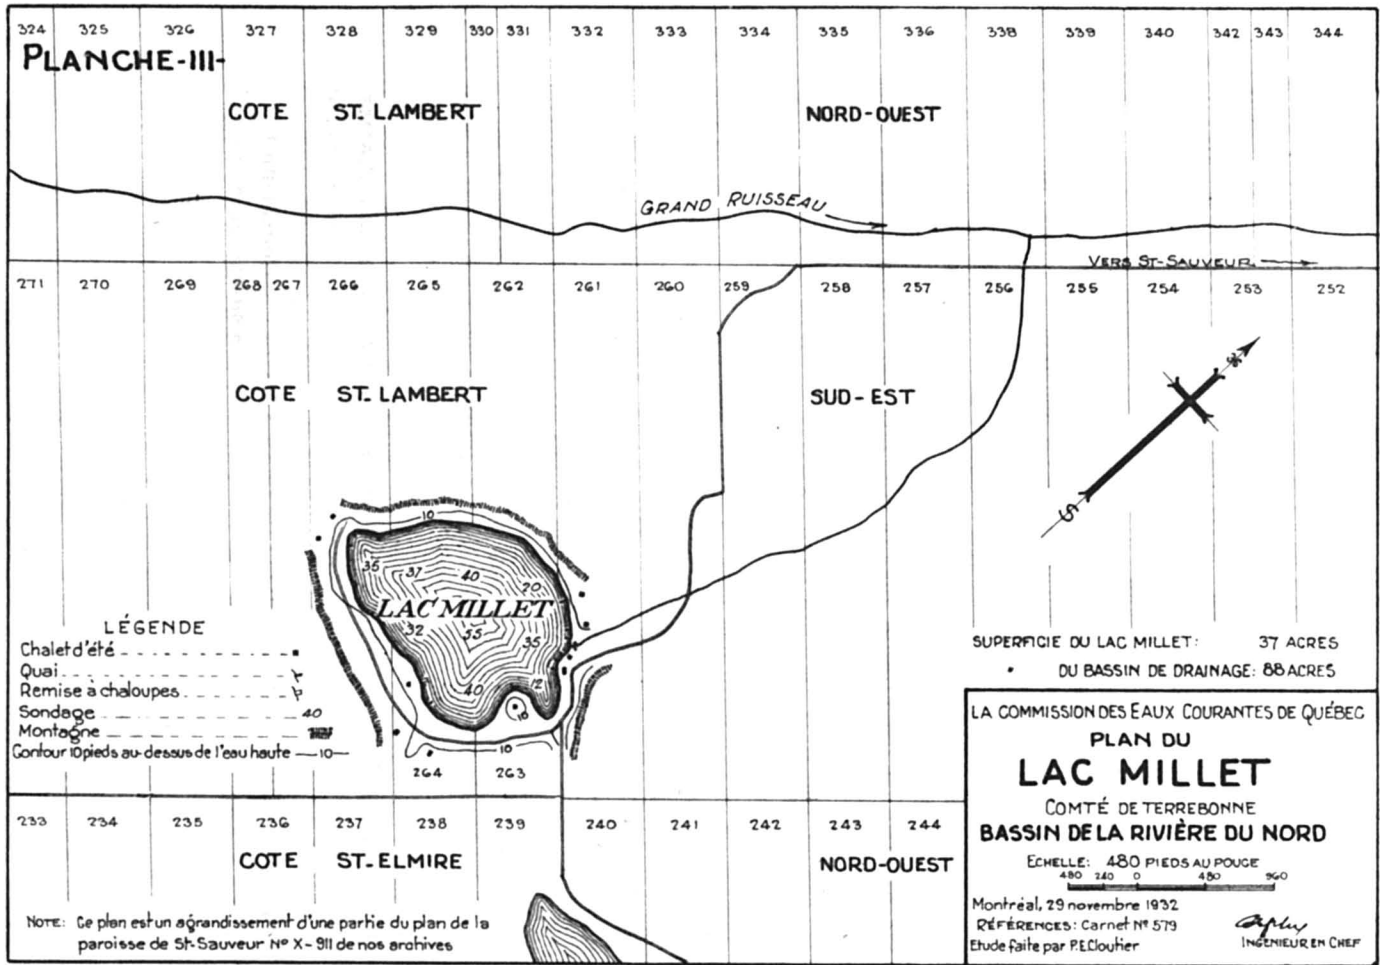 324 325 326 327 328 329 330 331 332 333 334 335 336 338 339 340 342 343 344
PLANCHE-III-
COTE ST. LAMBERT NORD-OUEST
GRAND RUISSEAU
VERS ST-SAUVEUR
271 270 269 268 267 266 265 262 261 260 259 258 257 256 255 254 253 252
COTE ST. LAMBERT SUD-EST
S
10
35 37 40 20
LAC MILLET
32 55 35
40 12
10
10
264 263
LÉGENDE
Chalet d'été
Quai
Remise à chaloupes
Sondage 40
Montagne
Contour 10 pieds au-dessus de l'eau haute —10—
SUPERFICIE DU LAC MILLET: 37 ACRES
" DU BASSIN DE DRAINAGE: 88 ACRES
233 234 235 236 237 238 239 240 241 242 243 244
COTE ST-ELMIRE NORD-OUEST
NOTE: Ce plan est un agrandissement d'une partie du plan de la
paroisse de St-Sauveur No X-911 de nos archives
LA COMMISSION DES EAUX COURANTES DE QUÉBEC
PLAN DU
LAC MILLET
COMTÉ DE TERREBONNE
BASSIN DE LA RIVIÈRE DU NORD
ECHELLE: 480 PIEDS AU POUCE
480 240 0 480 960
Montréal, 29 novembre 1932
RÉFÉRENCES: Carnet No 579
Etude faite par P.E.Cloutier
INGÉNIEUR EN CHEF